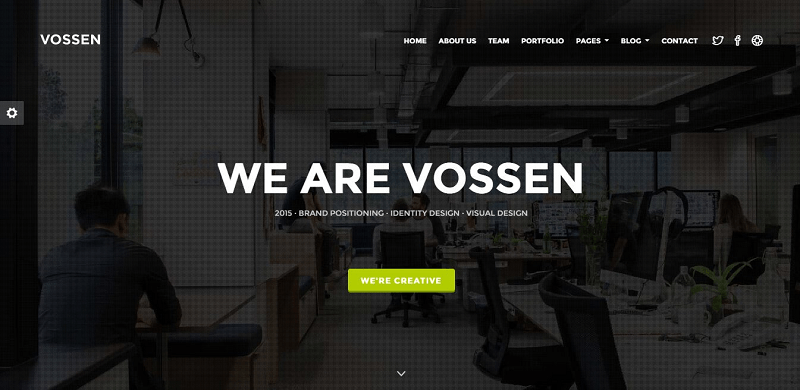 VOSSEN
HOME ABOUT US TEAM PORTFOLIO PAGES BLOG CONTACT
WE ARE VOSSEN
2015 · BRAND POSITIONING · IDENTITY DESIGN · VISUAL DESIGN
WE'RE CREATIVE